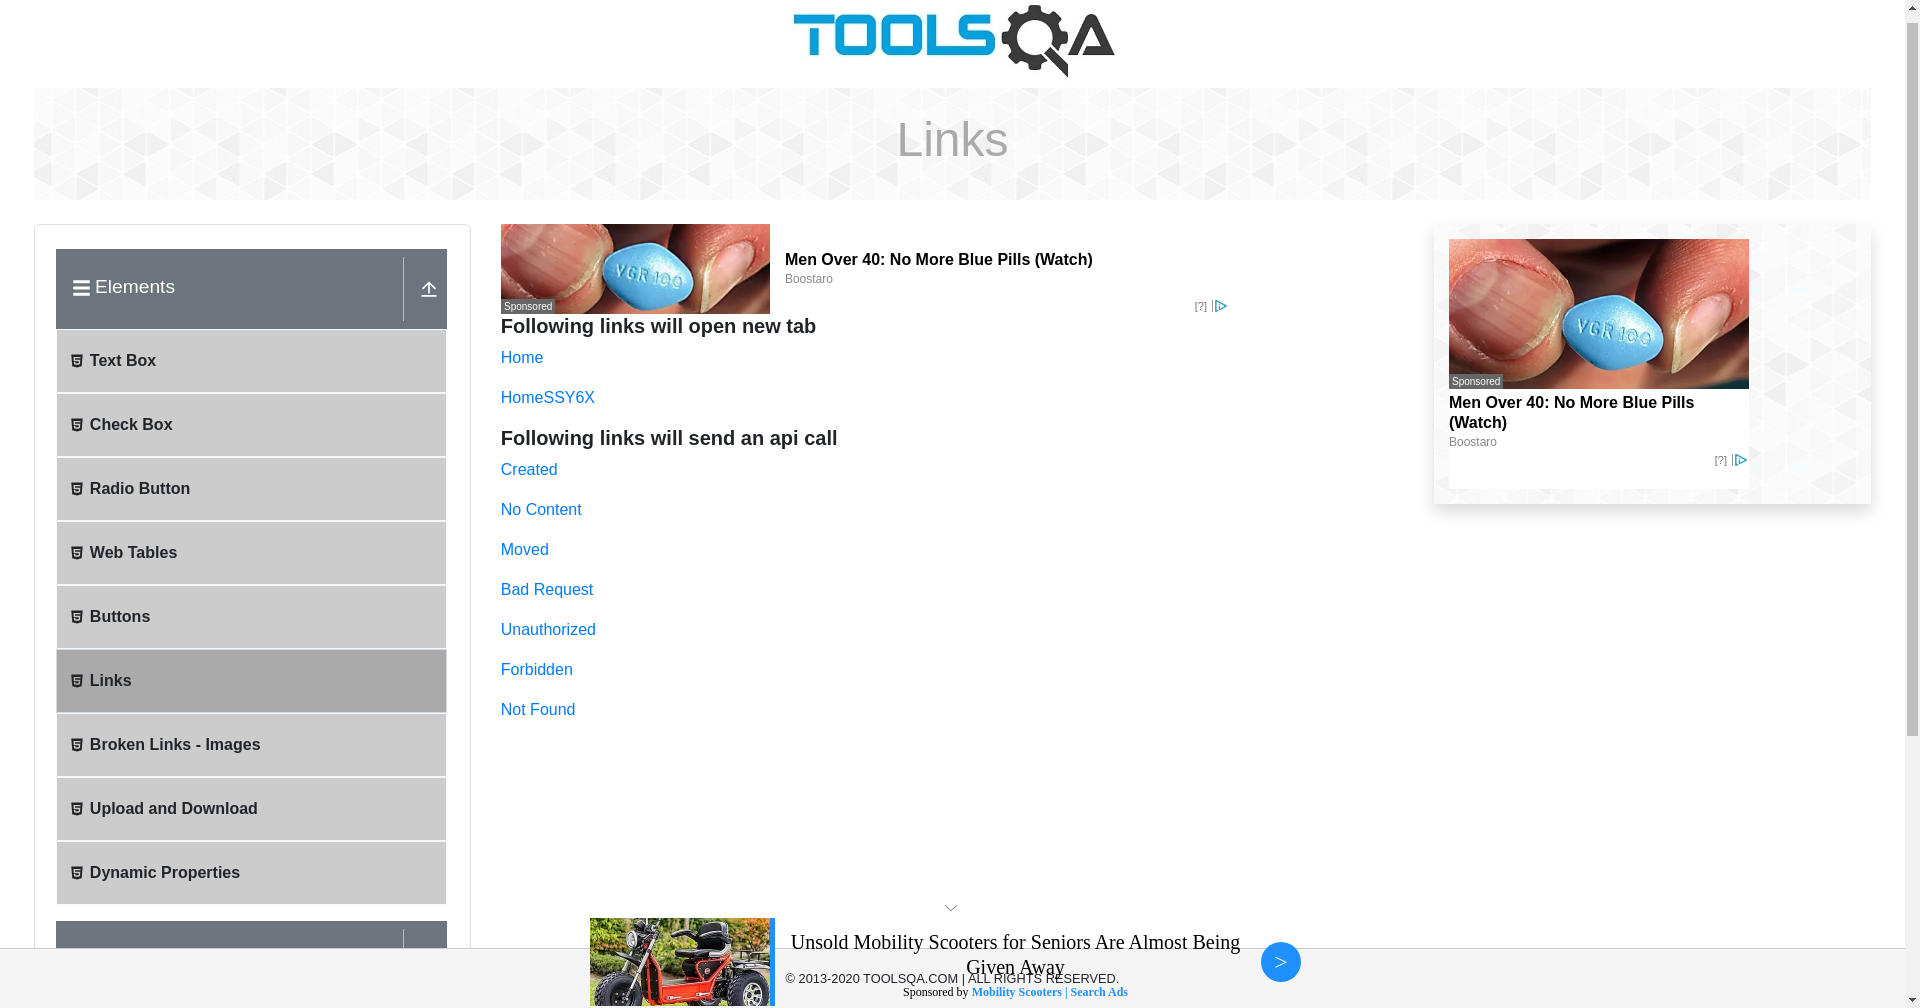 TOOLSQA
Links
Elements
Text Box
Check Box
Radio Button
Web Tables
Buttons
Links
Broken Links - Images
Upload and Download
Dynamic Properties
VGR 100
Sponsored
Men Over 40: No More Blue Pills (Watch)
Boostaro
[?]
Following links will open new tab
Home
HomeSSY6X
Following links will send an api call
Created
No Content
Moved
Bad Request
Unauthorized
Forbidden
Not Found
VGR 100
Sponsored
Men Over 40: No More Blue Pills
(Watch)
Boostaro
[?]
Unsold Mobility Scooters for Seniors Are Almost Being
Given Away
>
© 2013-2020 TOOLSQA.COM | ALL RIGHTS RESERVED.
Sponsored by Mobility Scooters | Search Ads